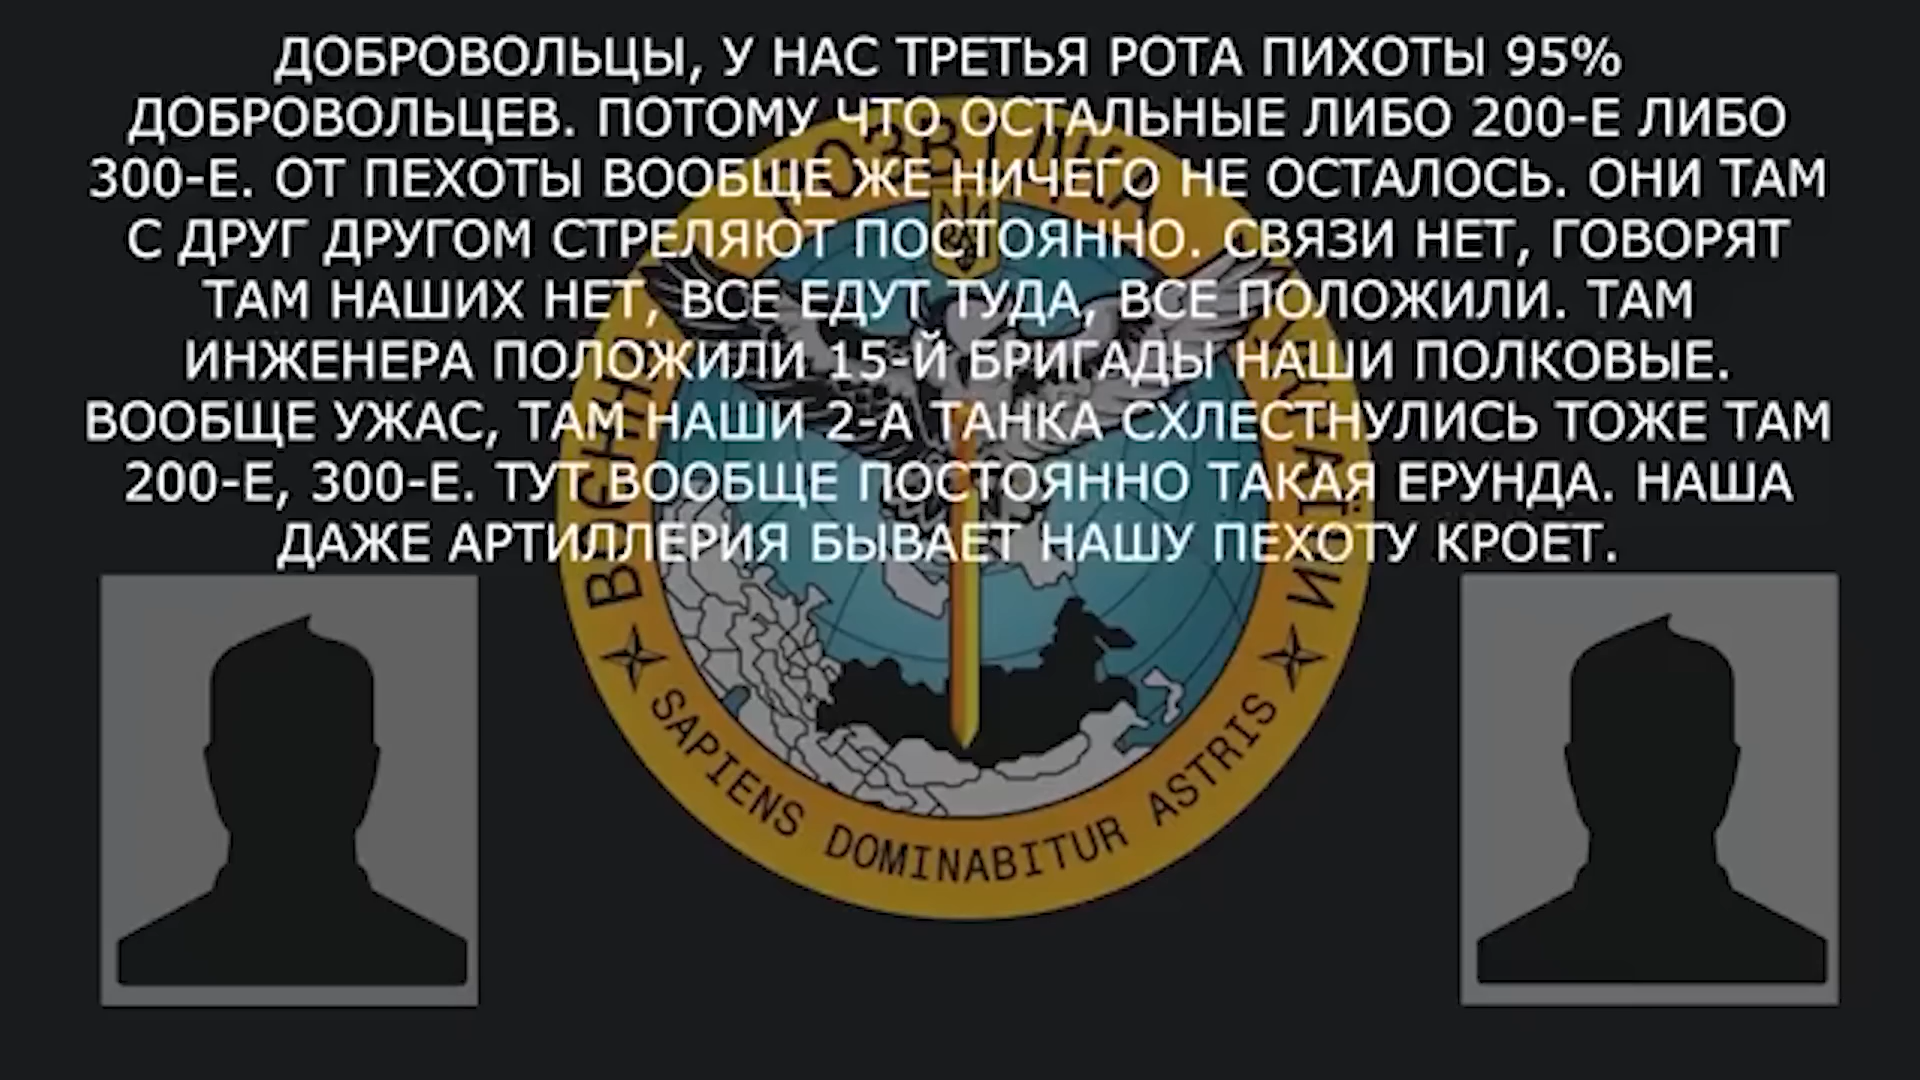 ДОБРОВОЛЬЦЫ, У НАС ТРЕТЬЯ РОТА ПИХОТЫ 95%
ДОБРОВОЛЬЦЕВ. ПОТОМУ ЧТО ОСТАЛЬНЫЕ ЛИБО 200-Е ЛИБО
300-Е. ОТ ПЕХОТЫ ВООБЩЕ ЖЕ НИЧЕГО НЕ ОСТАЛОСЬ. ОНИ ТАМ
С ДРУГ ДРУГОМ СТРЕЛЯЮТ ПОСТОЯННО. СВЯЗИ НЕТ, ГОВОРЯТ
ТАМ НАШИХ НЕТ, ВСЕ ЕДУТ ТУДА, ВСЕ ПОЛОЖИЛИ. ТАМ
ИНЖЕНЕРА ПОЛОЖИЛИ 15-Й БРИГАДЫ НАШИ ПОЛКОВЫЕ.
ВООБЩЕ УЖАС, ТАМ НАШИ 2-А ТАНКА СХЛЕСТНУЛИСЬ ТОЖЕ ТАМ
200-Е, 300-Е. ТУТ ВООБЩЕ ПОСТОЯННО ТАКАЯ ЕРУНДА. НАША
ДАЖЕ АРТИЛЛЕРИЯ БЫВАЕТ НАШУ ПЕХОТУ КРОЕТ.
SAPIENS DOMINABITUR ASTRIS